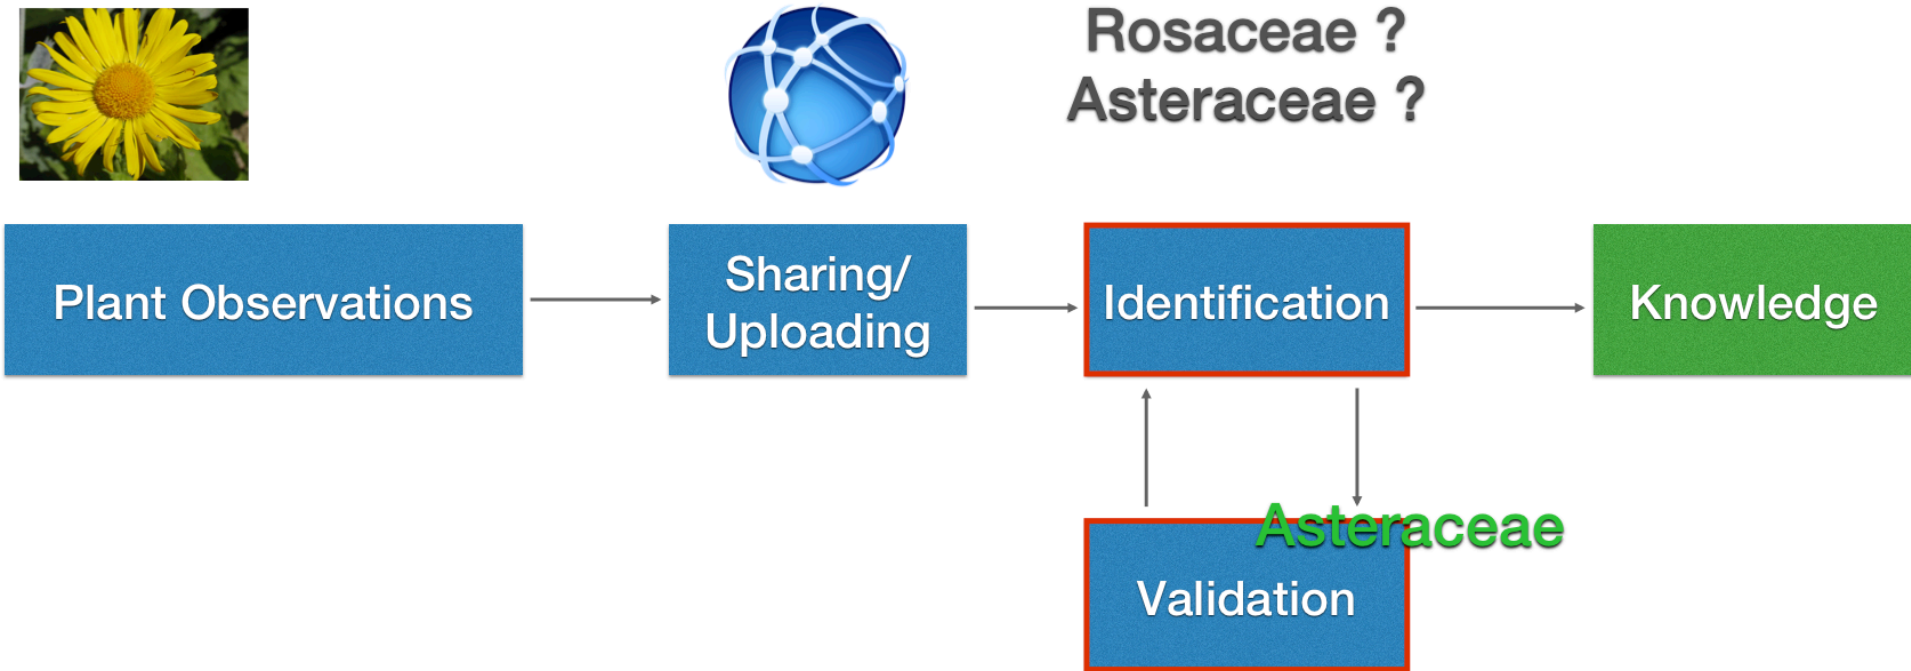 Rosaceae ?
Asteraceae ?
Plant Observations
Sharing/
Uploading
Identification
Knowledge
Asteraceae
Validation